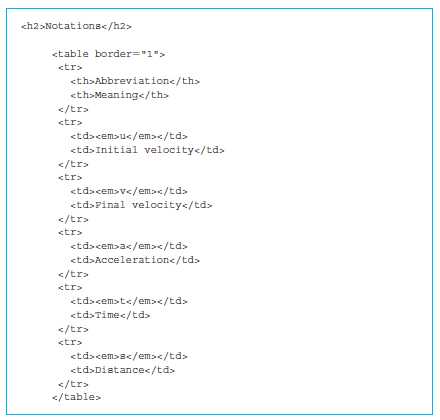 <h2>Notations</h2>
<table border="1">
<tr>
<th>Abbreviation</th>
<th>Meaning</th>
</tr>
<tr>
<td><em>u</em></td>
<td>Initial velocity</td>
</tr>
<tr>
<td><em>v</em></td>
<td>Final velocity</td>
</tr>
<tr>
<td><em>a</em></td>
<td>Acceleration</td>
</tr>
<tr>
<td><em>t</em></td>
<td>Time</td>
</tr>
<tr>
<td><em>s</em></td>
<td>Distance</td>
</tr>
</table>